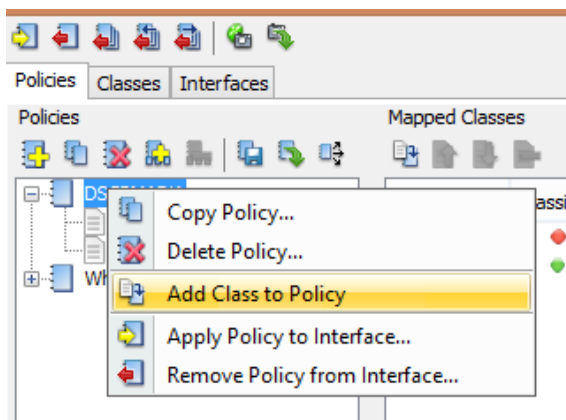 Policies Classes Interfaces
Policies Mapped Classes
Copy Policy...
Delete Policy...
Add Class to Policy
Apply Policy to Interface...
Remove Policy from Interface...